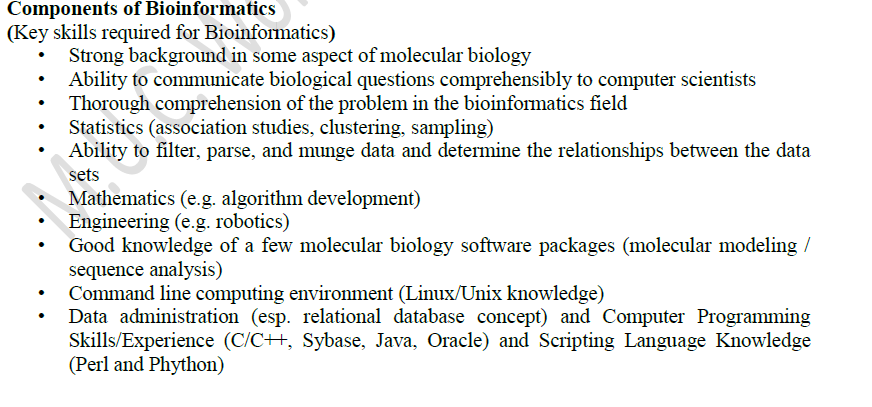 Components of Bioinformatics
(Key skills required for Bioinformatics)
• Strong background in some aspect of molecular biology
• Ability to communicate biological questions comprehensibly to computer scientists
• Thorough comprehension of the problem in the bioinformatics field
• Statistics (association studies, clustering, sampling)
• Ability to filter, parse, and munge data and determine the relationships between the data
sets
• Mathematics (e.g. algorithm development)
• Engineering (e.g. robotics)
• Good knowledge of a few molecular biology software packages (molecular modeling /
sequence analysis)
• Command line computing environment (Linux/Unix knowledge)
• Data administration (esp. relational database concept) and Computer Programming
Skills/Experience (C/C++, Sybase, Java, Oracle) and Scripting Language Knowledge
(Perl and Phython)
M.U.C.